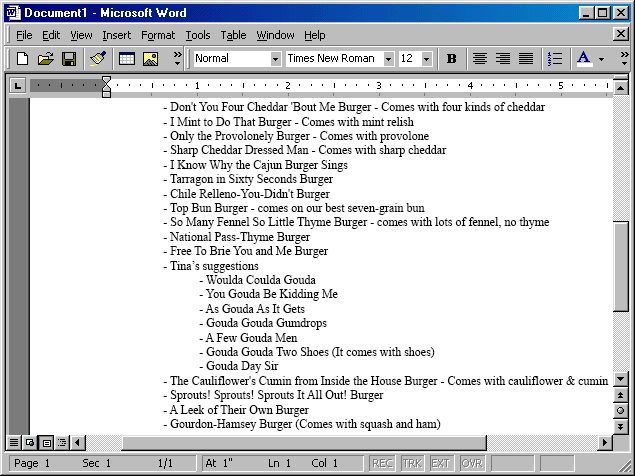 Document1 - Microsoft Word
File Edit View Insert Format Tools Table Window Help
Normal Times New Roman 12 B A
1 1 2 3 4 5
- Don't You Four Cheddar 'Bout Me Burger - Comes with four kinds of cheddar
- I Mint to Do That Burger - Comes with mint relish
- Only the Provolonely Burger - Comes with provolone
- Sharp Cheddar Dressed Man - Comes with sharp cheddar
- I Know Why the Cajun Burger Sings
- Tarragon in Sixty Seconds Burger
- Chile Relleno-You-Didn't Burger
- Top Bun Burger - comes on our best seven-grain bun
- So Many Fennel So Little Thyme Burger - comes with lots of fennel, no thyme
- National Pass-Thyme Burger
- Free To Brie You and Me Burger
- Tina's suggestions
- Woulda Coulda Gouda
- You Gouda Be Kidding Me
- As Gouda As It Gets
- Gouda Gouda Gumdrops
- A Few Gouda Men
- Gouda Gouda Two Shoes (It comes with shoes)
- Gouda Day Sir
- The Cauliflower's Cumin from Inside the House Burger - Comes with cauliflower & cumin
- Sprouts! Sprouts! Sprouts It All Out! Burger
- A Leek of Their Own Burger
- Gourdon-Hamsey Burger (Comes with squash and ham)
Page 1 Sec 1 1/1 At 1" Ln 1 Col 1 REC TRK EXT OVR